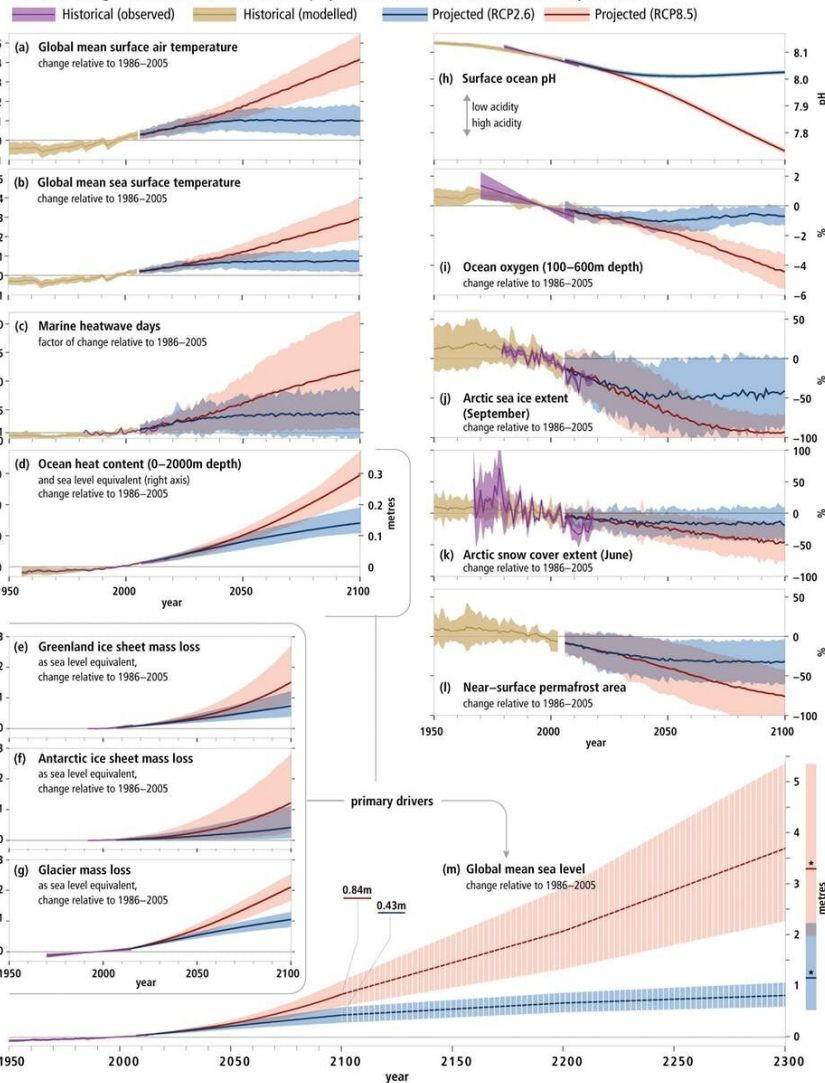 Historical (observed) Historical (modelled) Projected (RCP2.6) Projected (RCP8.5)
(a) Global mean surface air temperature
change relative to 1986–2005
(b) Global mean sea surface temperature
change relative to 1986–2005
(c) Marine heatwave days
factor of change relative to 1986–2005
(d) Ocean heat content (0–2000m depth)
and sea level equivalent (right axis)
change relative to 1986–2005
0.3
0.2
0.1
0
metres
2000 2050 2100
year
(e) Greenland ice sheet mass loss
as sea level equivalent,
change relative to 1986–2005
(f) Antarctic ice sheet mass loss
as sea level equivalent,
change relative to 1986–2005
(g) Glacier mass loss
as sea level equivalent,
change relative to 1986–2005
1950 2000 2050 2100
year
(h) Surface ocean pH
low acidity
high acidity
8.1
8.0
7.9
7.8
pH
2
0
−2
−4
−6
%
(i) Ocean oxygen (100–600m depth)
change relative to 1986–2005
50
0
−50
−100
%
(j) Arctic sea ice extent
(September)
change relative to 1986–2005
100
50
0
−50
−100
%
(k) Arctic snow cover extent (June)
change relative to 1986–2005
50
0
−50
−100
%
(l) Near–surface permafrost area
change relative to 1986–2005
1950 2000 2050 2100
year
primary drivers
(m) Global mean sea level
change relative to 1986–2005
0.84m
0.43m
5
4
3
2
1
0
metres
*
*
1950 2000 2050 2100 2150 2200 2250 2300
year